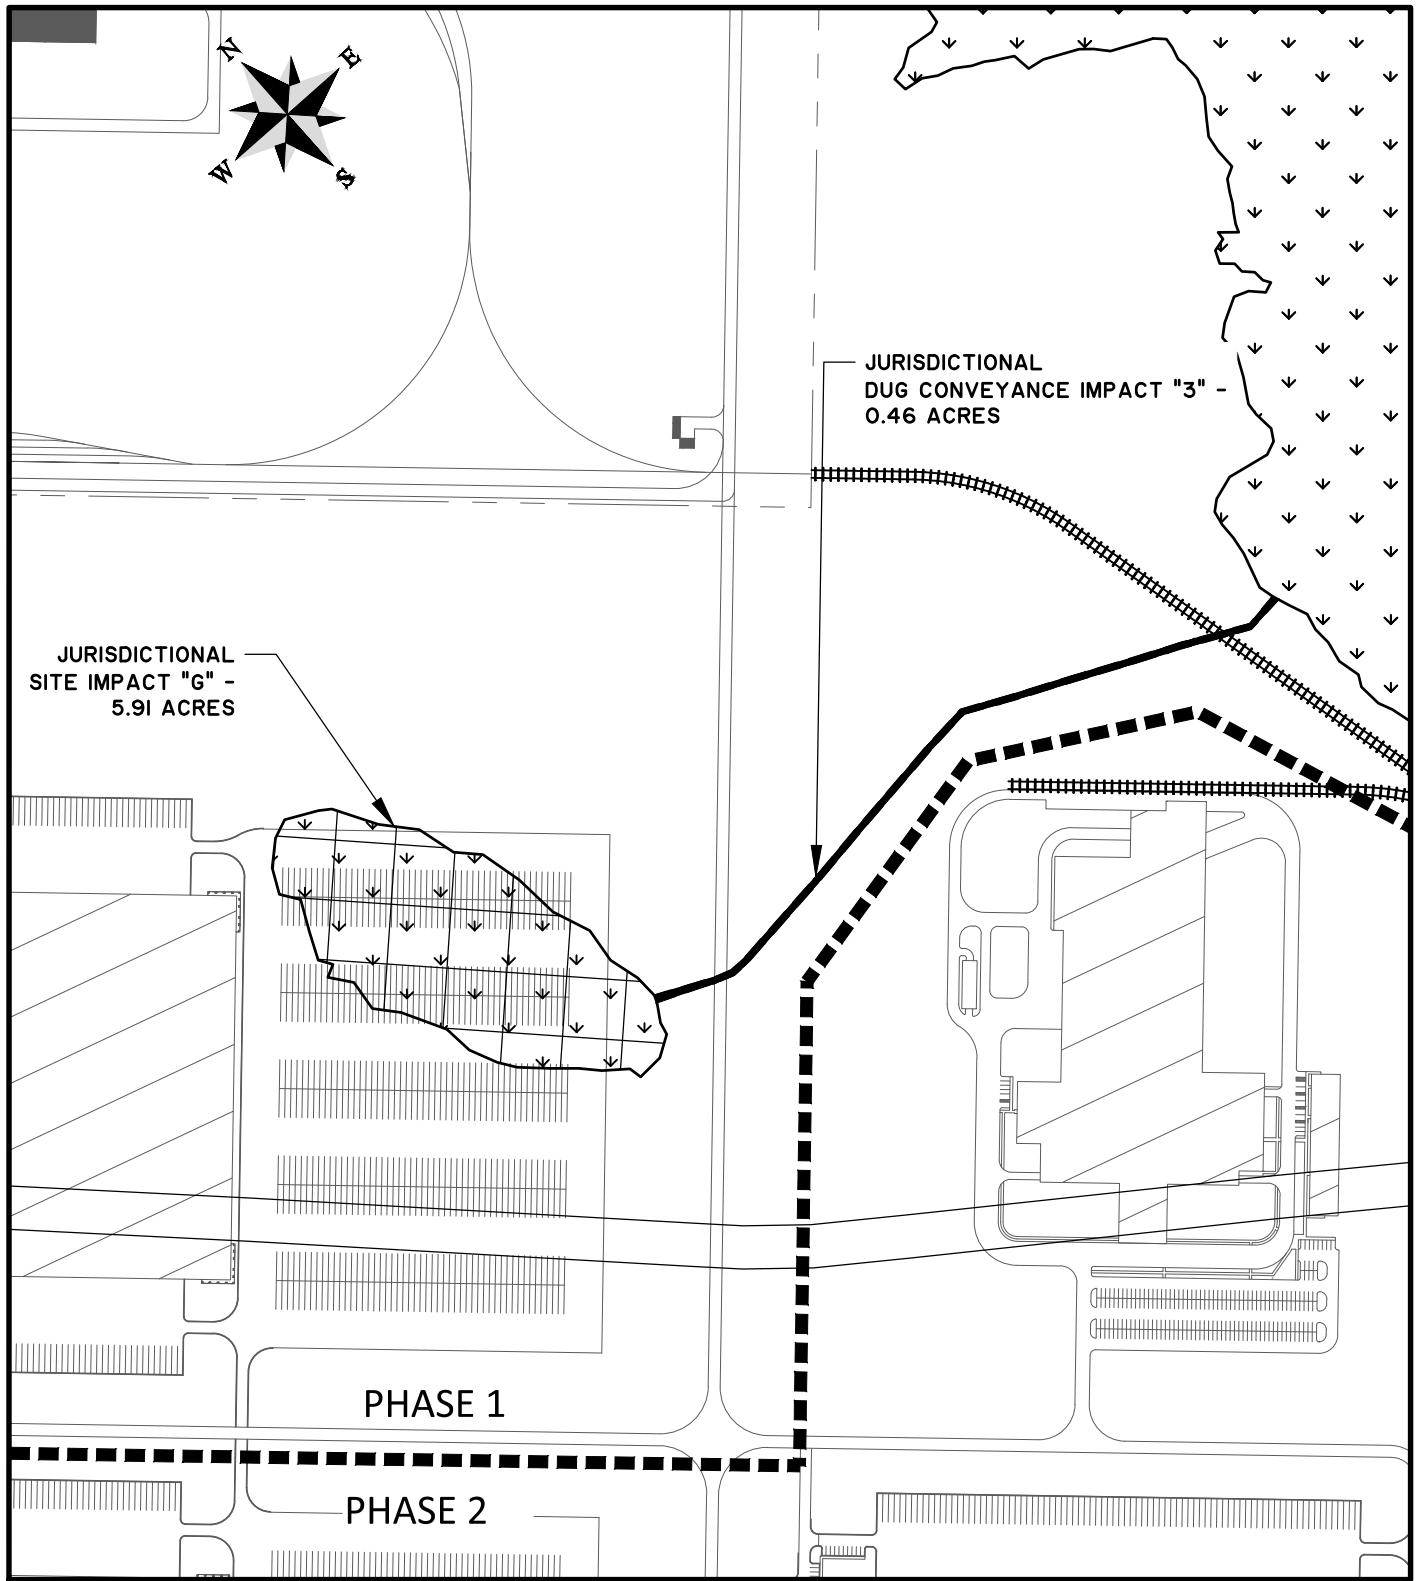 N
E
W
S
JURISDICTIONAL
DUG CONVEYANCE IMPACT "3" -
0.46 ACRES
JURISDICTIONAL
SITE IMPACT "G" -
5.91 ACRES
PHASE 1
PHASE 2